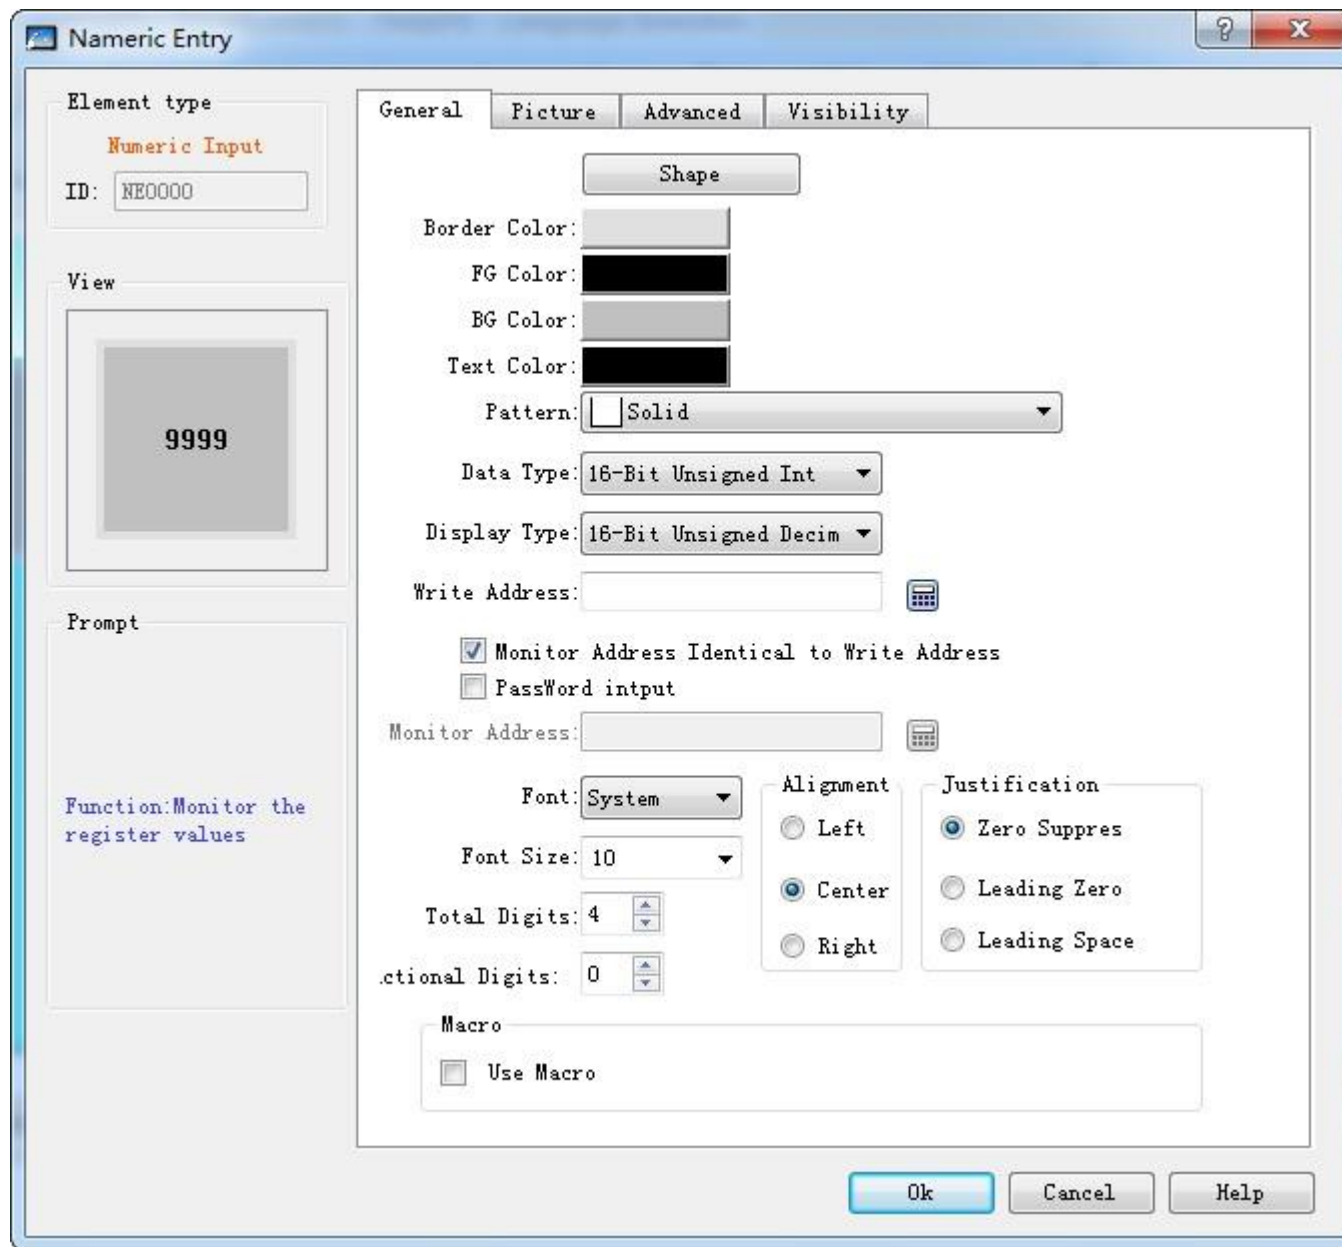 Nameric Entry
Element type
Numeric Input
ID: NE0000
View
9999
Prompt
Function:Monitor the
register values
General Picture Advanced Visibility
Shape
Border Color:
FG Color:
BG Color:
Text Color:
Pattern: Solid
Data Type: 16-Bit Unsigned Int
Display Type: 16-Bit Unsigned Decim
Write Address:
Monitor Address Identical to Write Address
PassWord intput
Monitor Address:
Font: System
Font Size: 10
Total Digits: 4
.ctional Digits: 0
Alignment
Left
Center
Right
Justification
Zero Suppres
Leading Zero
Leading Space
Macro
Use Macro
Ok Cancel Help